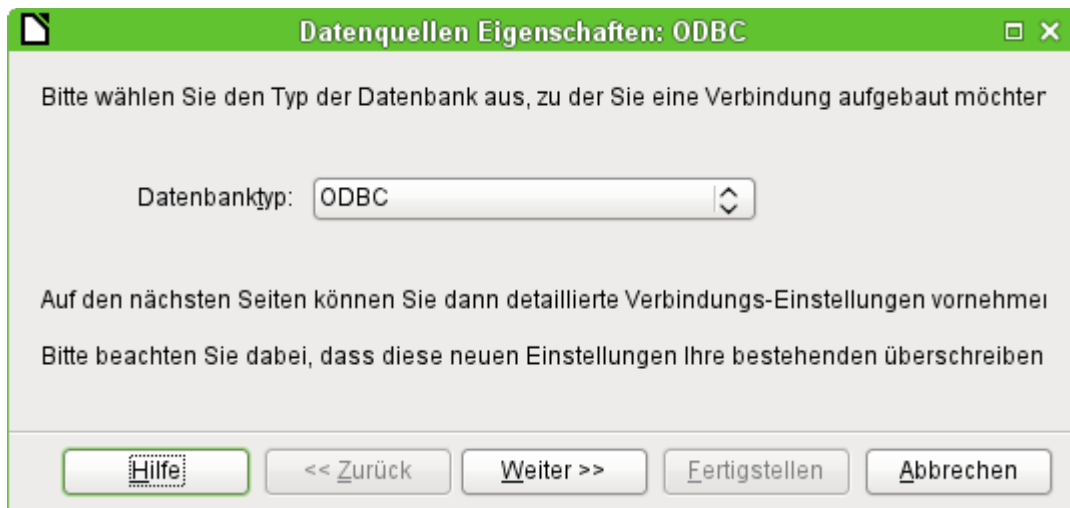 Datenquellen Eigenschaften: ODBC
Bitte wählen Sie den Typ der Datenbank aus, zu der Sie eine Verbindung aufgebaut möchter
Datenbanktyp: ODBC
Auf den nächsten Seiten können Sie dann detaillierte Verbindungs-Einstellungen vornehmer
Bitte beachten Sie dabei, dass diese neuen Einstellungen Ihre bestehenden überschreiben
Hilfe << Zurück Weiter >> Fertigstellen Abbrechen